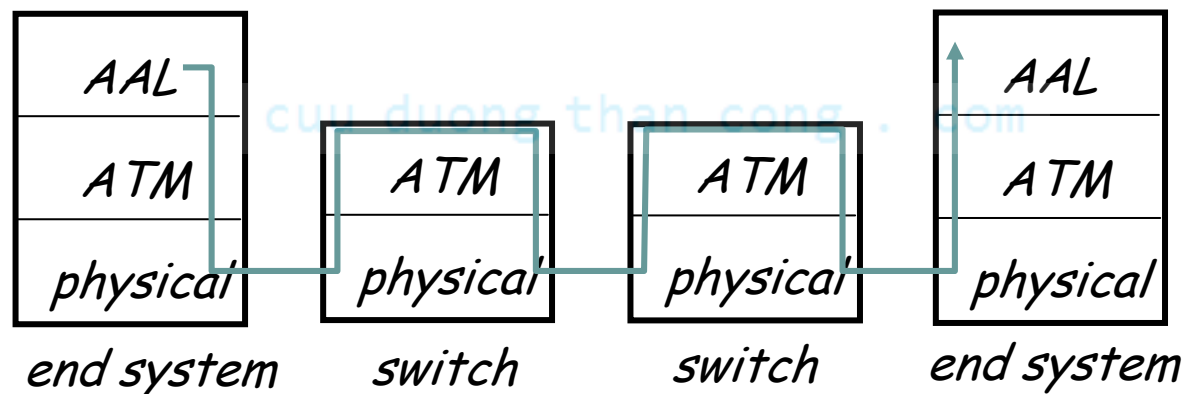 AAL
ATM
physical
end system
ATM
physical
switch
ATM
physical
switch
AAL
ATM
physical
end system
cuu duong than cong . com